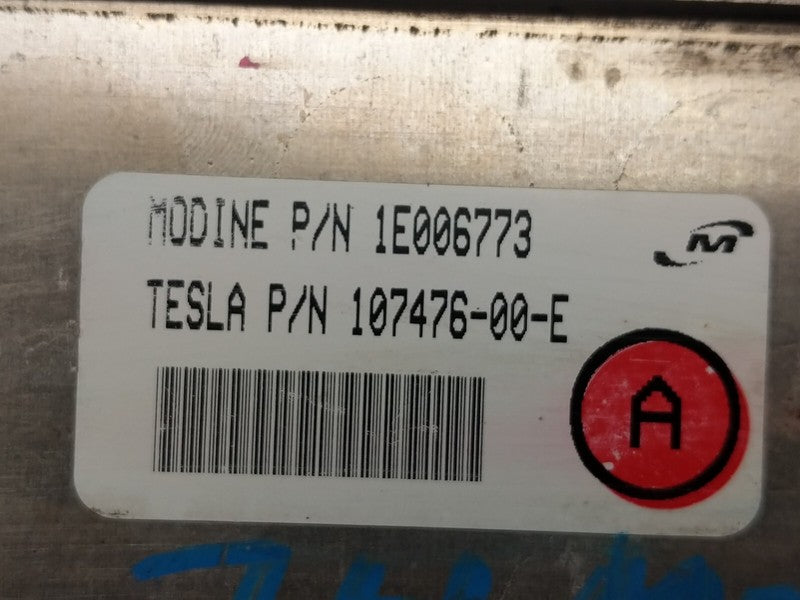 MODINE P/N 1E006773
M
TESLA P/N 107476-00-E
A